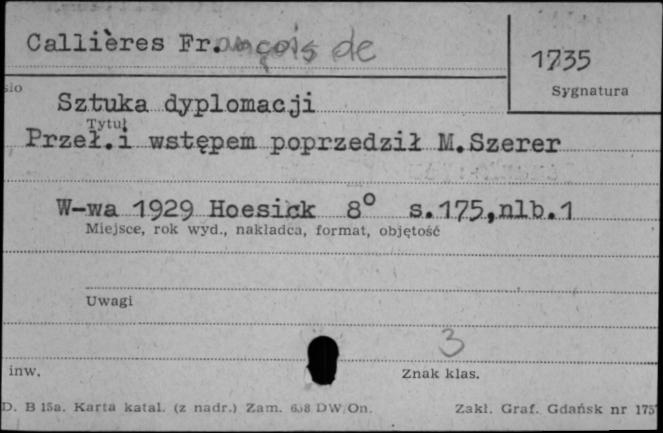 Callières Fr.ançois de
1735
Sygnatura
Sztuka dyplomacji
Tytuł
Przeł.i wstępem poprzedził M.Szerer
W-wa 1929 Hoesick 8° s.175,nlb.1
Miejsce, rok wyd., nakładca, format, objętość
Uwagi
3
inw.
Znak klas.
D. B 15a. Karta katal. (z nadr.) Zam. DW/On.
Zakł. Graf. Gdańsk nr 175